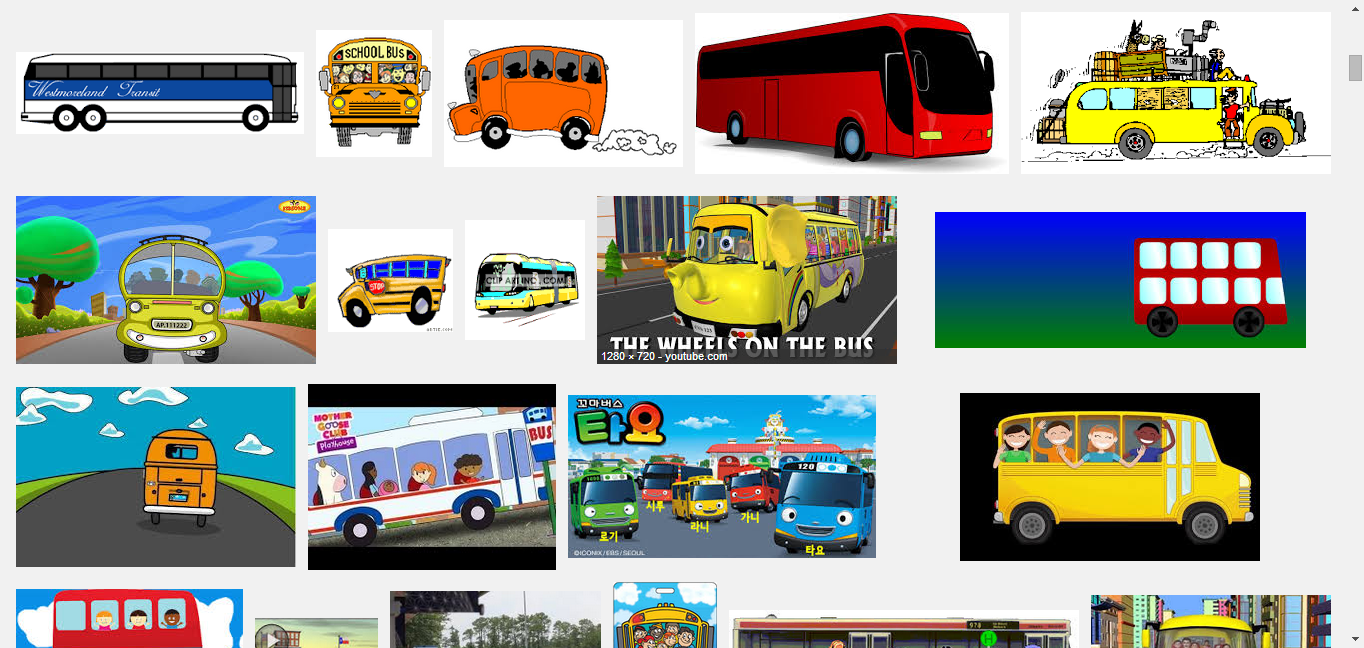 Westmoreland Transit
SCHOOL BUS
AP.111222
STOP
CLIP ARTINOT.COM
THE WHEELS ON THE BUS
1280 × 720 - youtube.com
MOTHER
GOOSE
CLUB
Playhouse
BUS
꼬마버스
타요
120
시루
라니
가니
로기
타요
©ICONIX/EBS/SEOUL